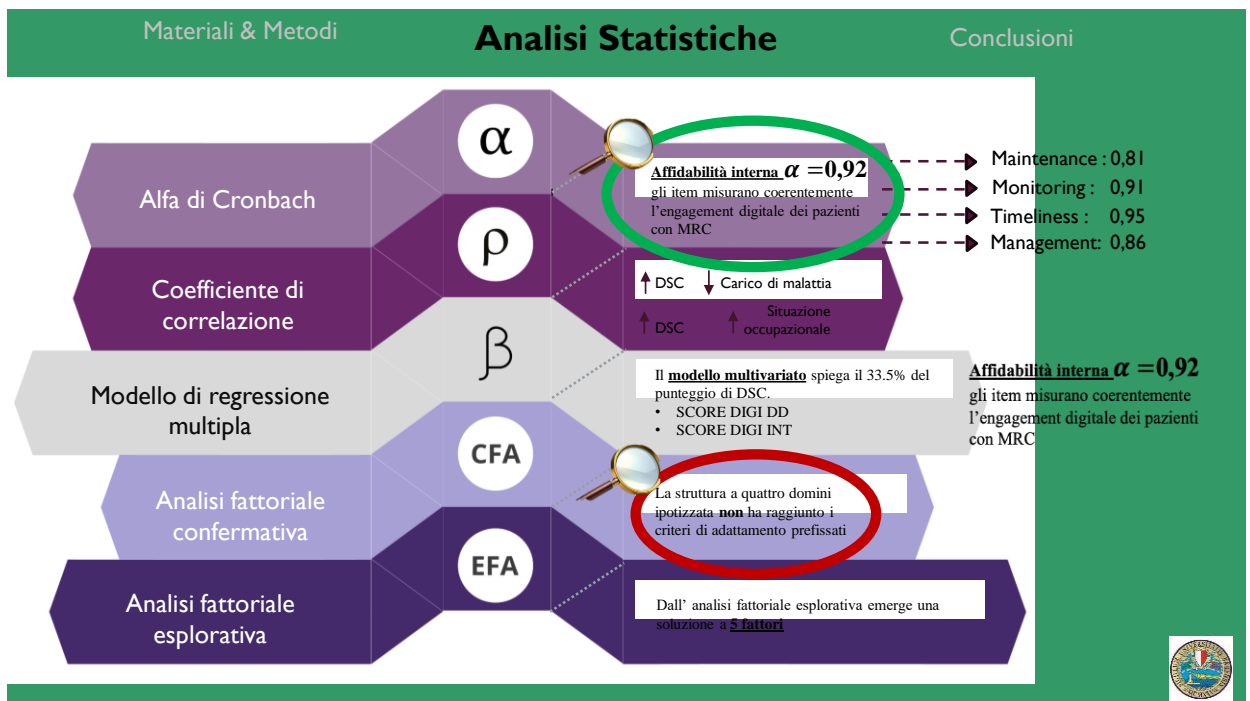 Materiali & Metodi
Analisi Statistiche
Conclusioni
α
Alfa di Cronbach
Affidabilità interna α =0,92
gli item misurano coerentemente
l'engagement digitale dei pazienti
con MRC
Maintenance : 0,81
Monitoring : 0,91
Timeliness : 0,95
Management: 0,86
ρ
Coefficiente di
correlazione
↑ DSC ↓ Carico di malattia
↑ DSC ↑ Situazione
occupazionale
β
Modello di regressione
multipla
Il modello multivariato spiega il 33.5% del
punteggio di DSC.
• SCORE DIGI DD
• SCORE DIGI INT
Affidabilità interna α =0,92
gli item misurano coerentemente
l'engagement digitale dei pazienti
con MRC
CFA
Analisi fattoriale
confermativa
La struttura a quattro domini
ipotizzata non ha raggiunto i
criteri di adattamento prefissati
EFA
Analisi fattoriale
esplorativa
Dall' analisi fattoriale esplorativa emerge una
soluzione a 5 fattori